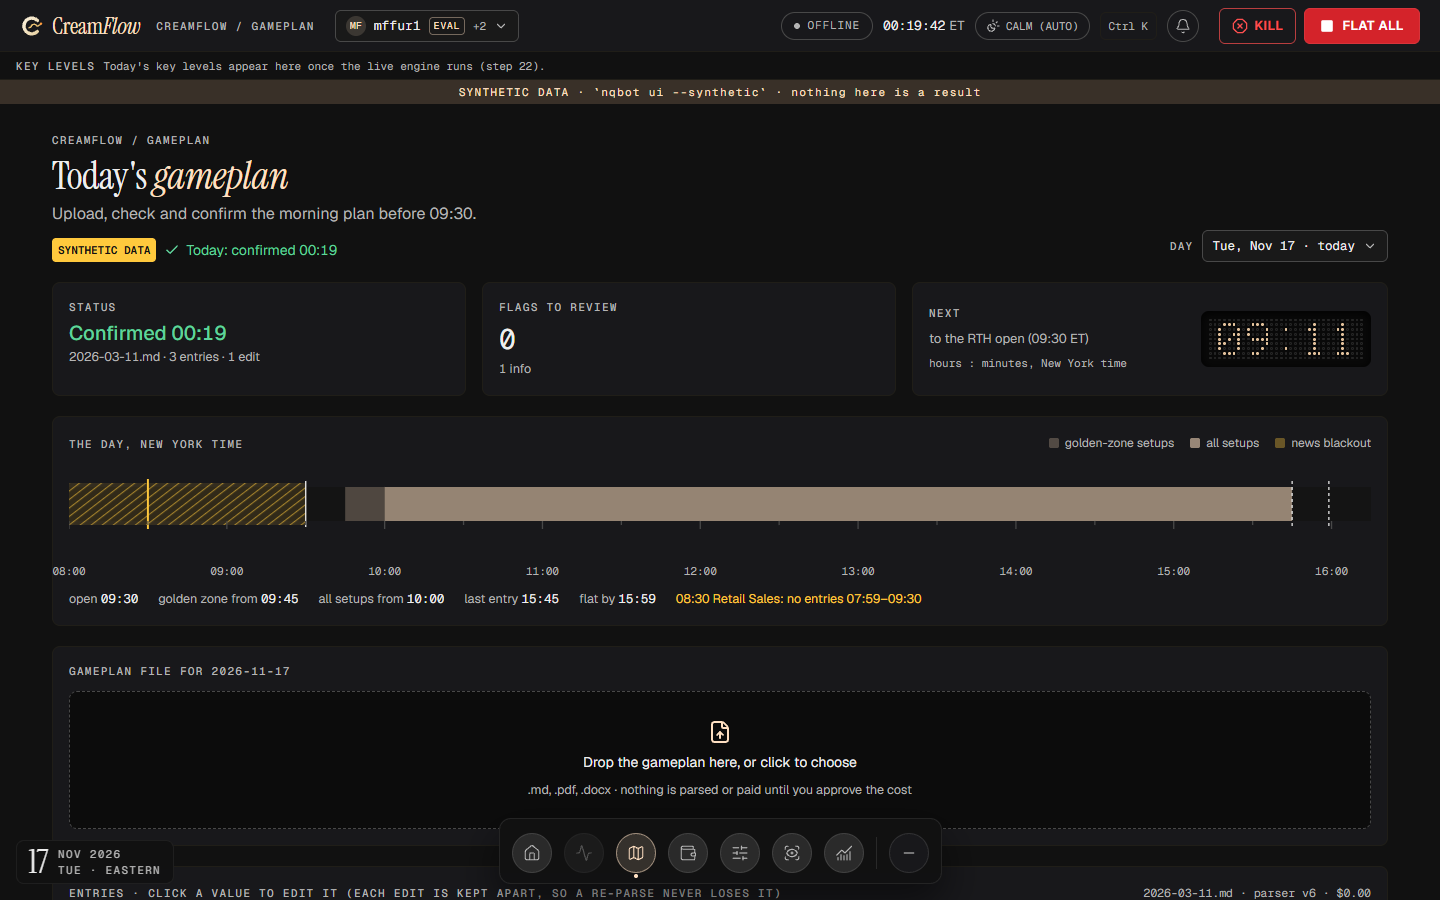 CreamFlow CREAMFLOW / GAMEPLAN MF mffur1 EVAL +2 OFFLINE 00:19:42 ET CALM (AUTO) Ctrl K KILL FLAT ALL
KEY LEVELS Today's key levels appear here once the live engine runs (step 22).
SYNTHETIC DATA · `nqbot ui --synthetic` · nothing here is a result
CREAMFLOW / GAMEPLAN
Today's gameplan
Upload, check and confirm the morning plan before 09:30.
SYNTHETIC DATA Today: confirmed 00:19
DAY Tue, Nov 17 · today
STATUS
Confirmed 00:19
2026-03-11.md · 3 entries · 1 edit
FLAGS TO REVIEW
0
1 info
NEXT
to the RTH open (09:30 ET)
hours : minutes, New York time
09:11
THE DAY, NEW YORK TIME
golden-zone setups all setups news blackout
08:00 09:00 10:00 11:00 12:00 13:00 14:00 15:00 16:00
open 09:30 golden zone from 09:45 all setups from 10:00 last entry 15:45 flat by 15:59 08:30 Retail Sales: no entries 07:59–09:30
GAMEPLAN FILE FOR 2026-11-17
Drop the gameplan here, or click to choose
.md, .pdf, .docx · nothing is parsed or paid until you approve the cost
17 NOV 2026
TUE · EASTERN
ENTRIES · CLICK A VALUE TO EDIT IT (EACH EDIT IS KEPT APART, SO A RE-PARSE NEVER LOSES IT)
2026-03-11.md · parser v6 · $0.00